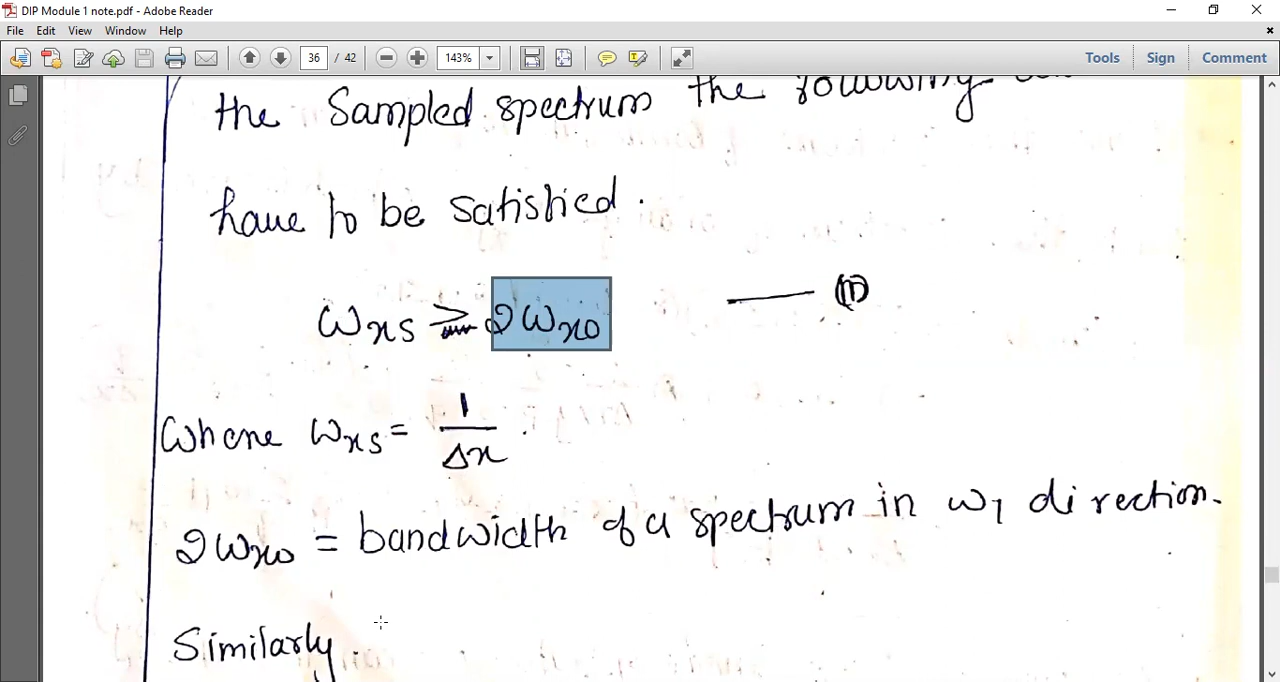 DIP Module 1 note.pdf - Adobe Reader
File Edit View Window Help
36 / 42 143% Tools Sign Comment
the Sampled spectrum the following
have to be satisfied.
ωxs ≥ 2ωxo —— (11)
Where ωxs = 1/Δx.
2ωxo = bandwidth of a spectrum in ω1 direction.
Similarly.